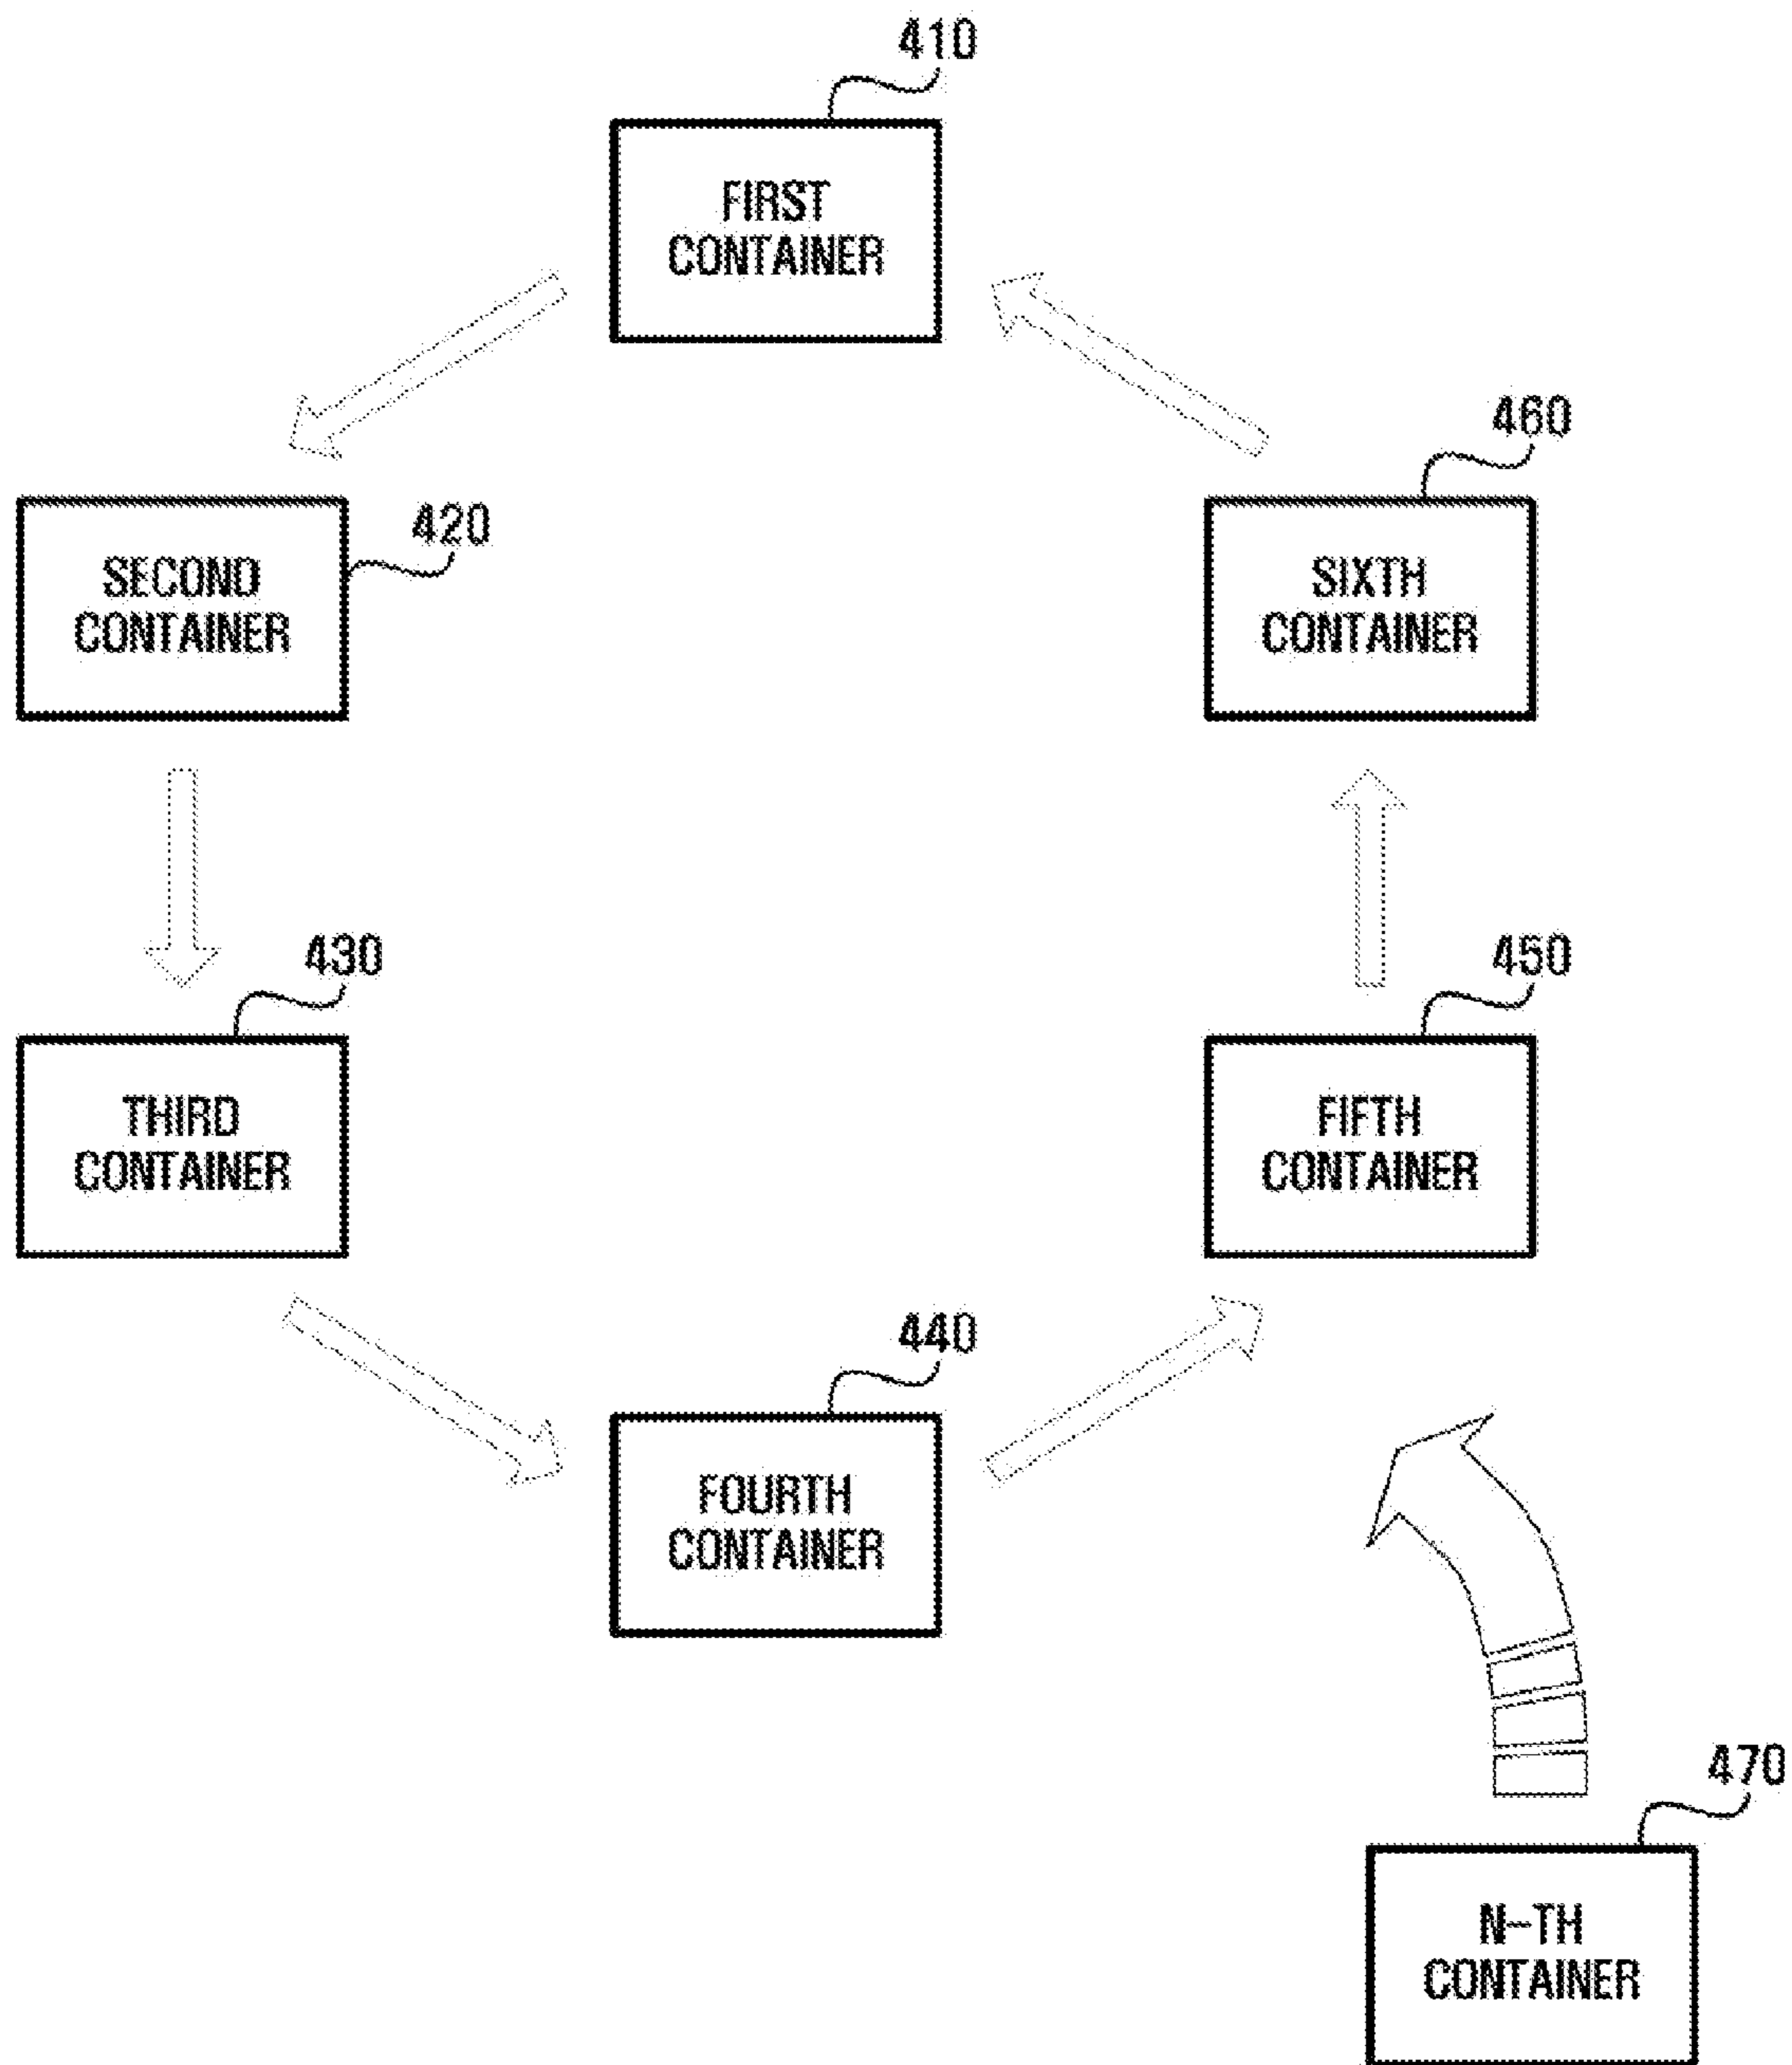 410
FIRST
CONTAINER
460
420
SECOND
CONTAINER
SIXTH
CONTAINER
430
450
THIRD
CONTAINER
FIFTH
CONTAINER
440
FOURTH
CONTAINER
470
N-TH
CONTAINER